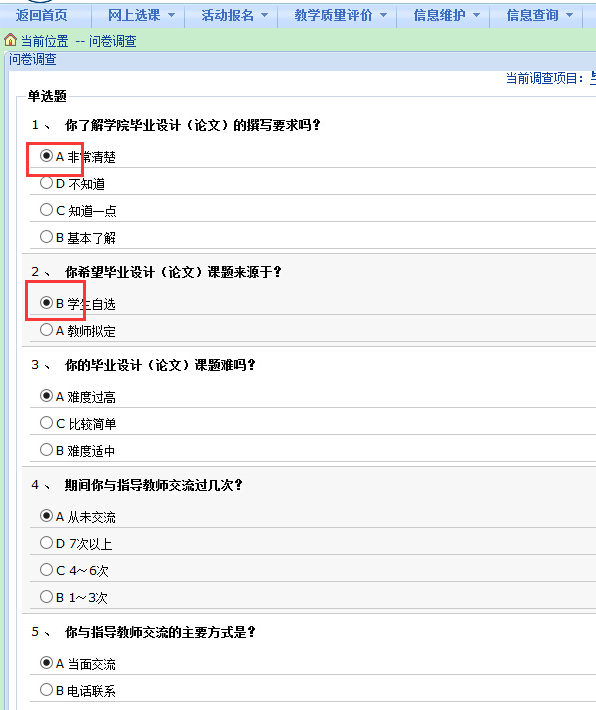 返回首页 网上选课 活动报名 教学质量评价 信息维护 信息查询
当前位置 -- 问卷调查
问卷调查
当前调查项目：
单选题
1 、 你了解学院毕业设计（论文）的撰写要求吗？
A 非常清楚
D 不知道
C 知道一点
B 基本了解
2 、 你希望毕业设计（论文）课题来源于？
B 学生自选
A 教师拟定
3 、 你的毕业设计（论文）课题难吗？
A 难度过高
C 比较简单
B 难度适中
4 、 期间你与指导教师交流过几次？
A 从未交流
D 7次以上
C 4～6次
B 1～3次
5 、 你与指导教师交流的主要方式是？
A 当面交流
B 电话联系